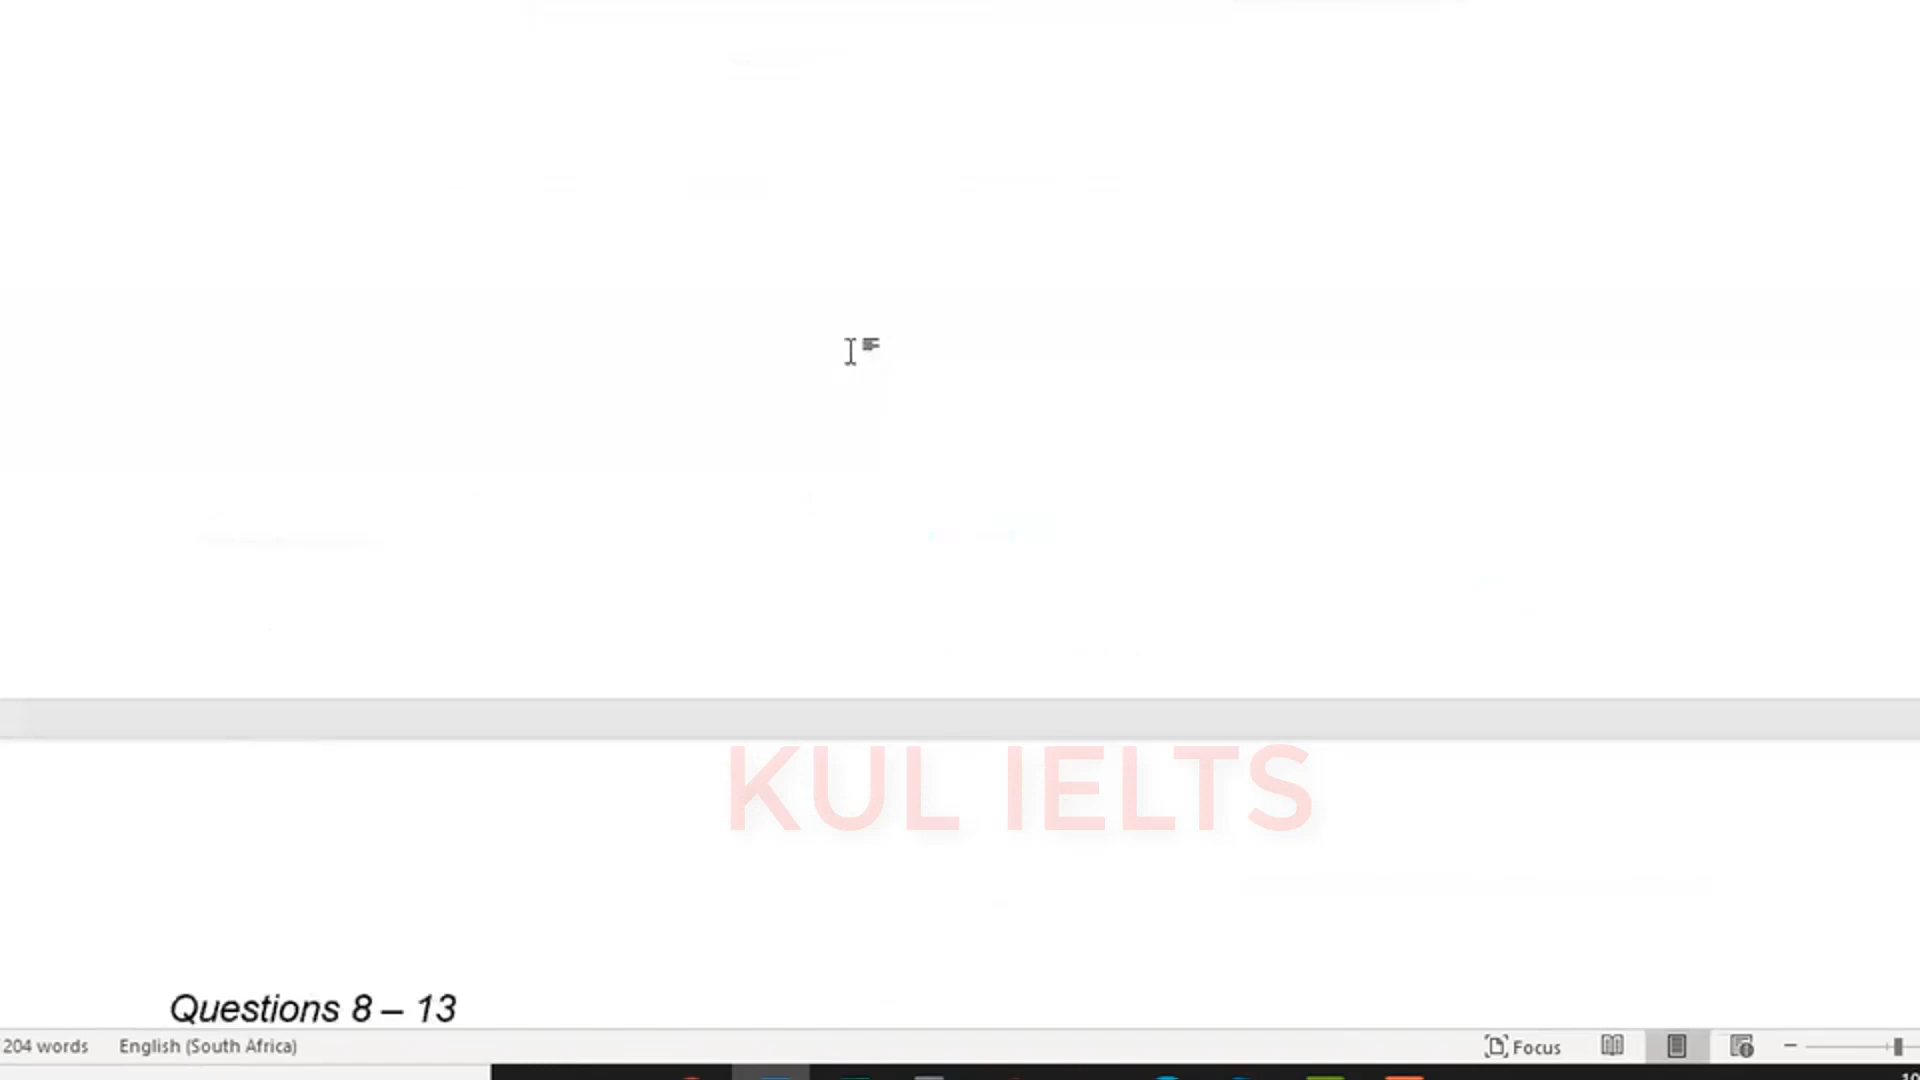 KUL IELTS
Questions 8 – 13
204 words English (South Africa) Focus